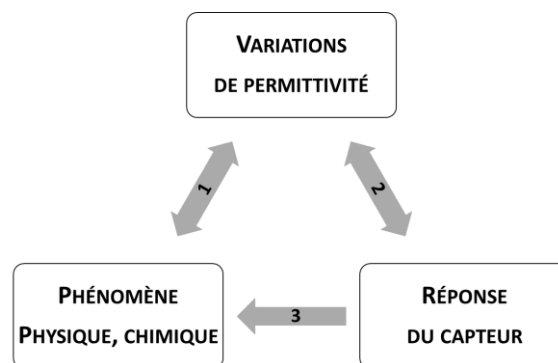 VARIATIONS
DE PERMITTIVITÉ
1
2
PHÉNOMÈNE
PHYSIQUE, CHIMIQUE
3
RÉPONSE
DU CAPTEUR